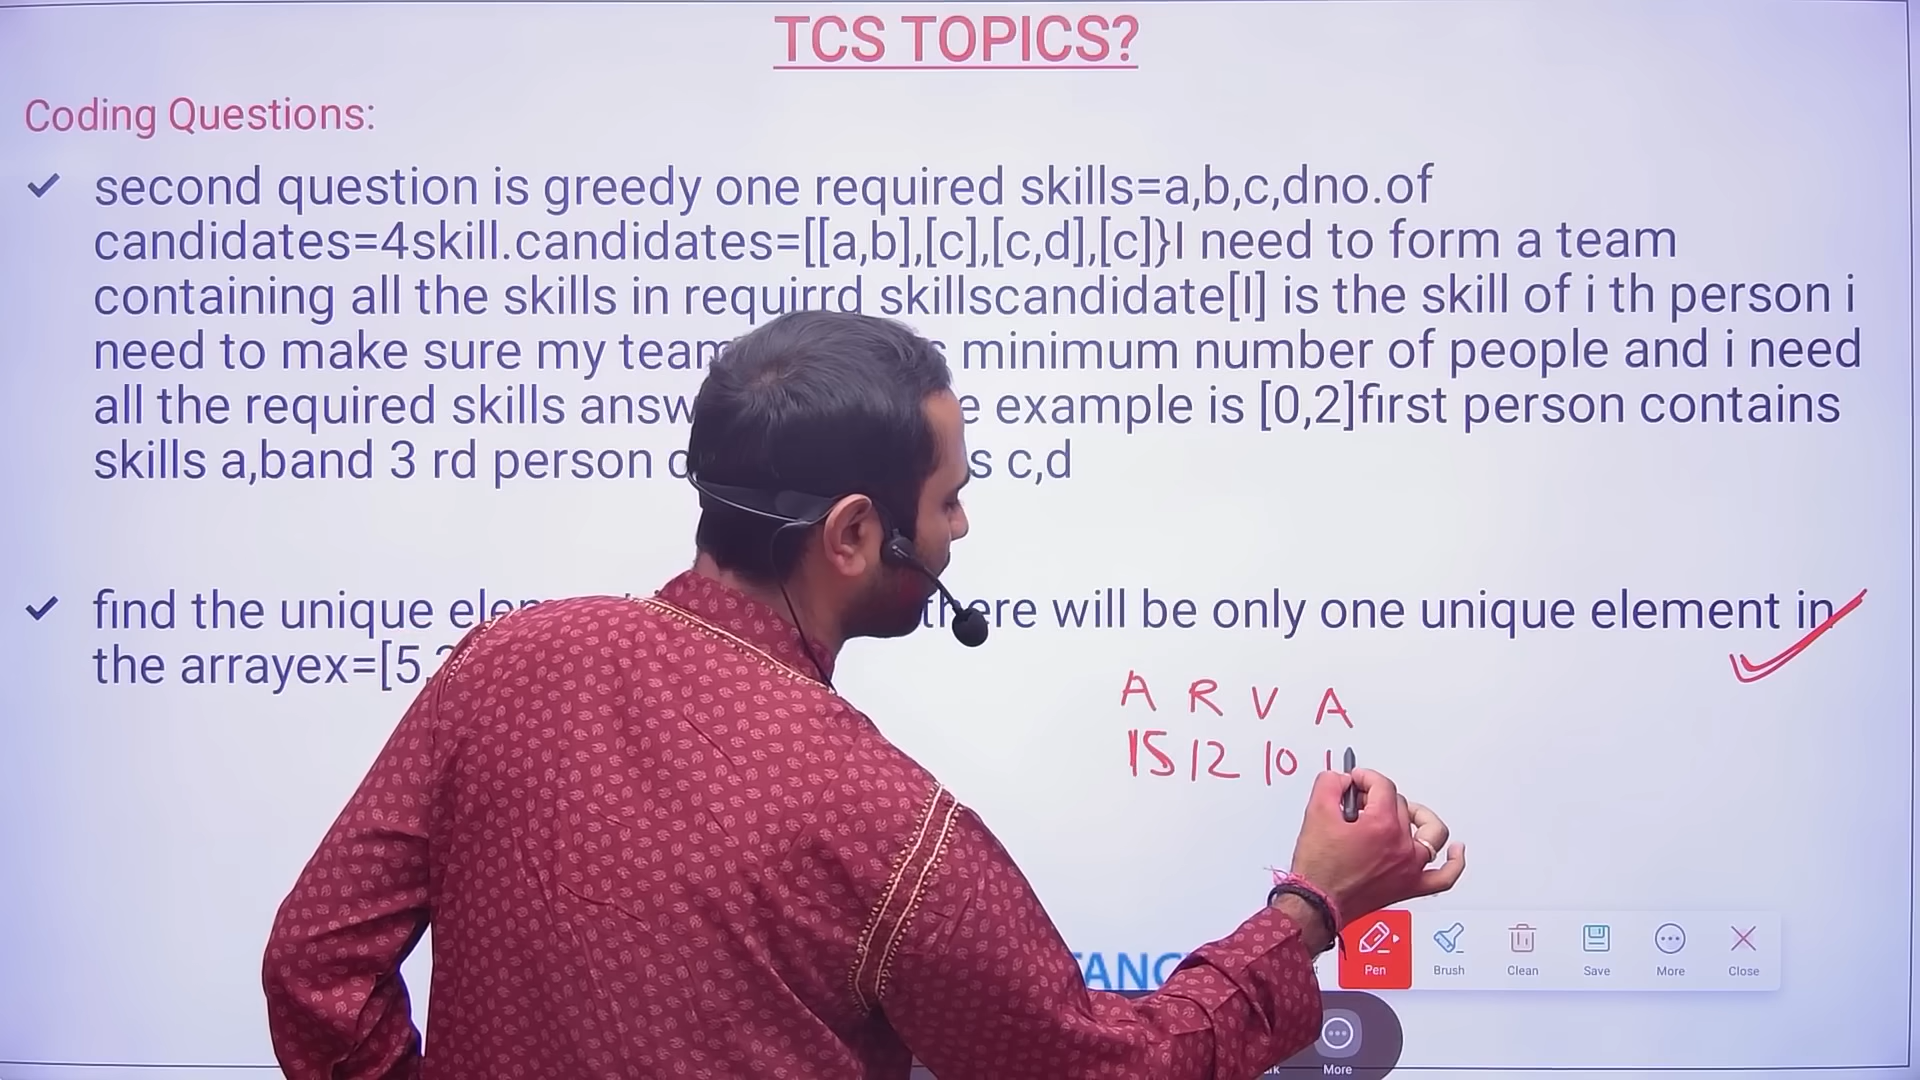 TCS TOPICS?
Coding Questions:
second question is greedy one required skills=a,b,c,dno.of
candidates=4skill.candidates=[[a,b],[c],[c,d],[c]}I need to form a team
containing all the skills in requirrd skillscandidate[I] is the skill of i th person i
need to make sure my team minimum number of people and i need
all the required skills example is [0,2]first person contains
skills a,band 3 rd person c,d
find the unique there will be only one unique element in
the arrayex=[5,
A R V A
15 12 10
Pen Brush Clean Save More Close
More